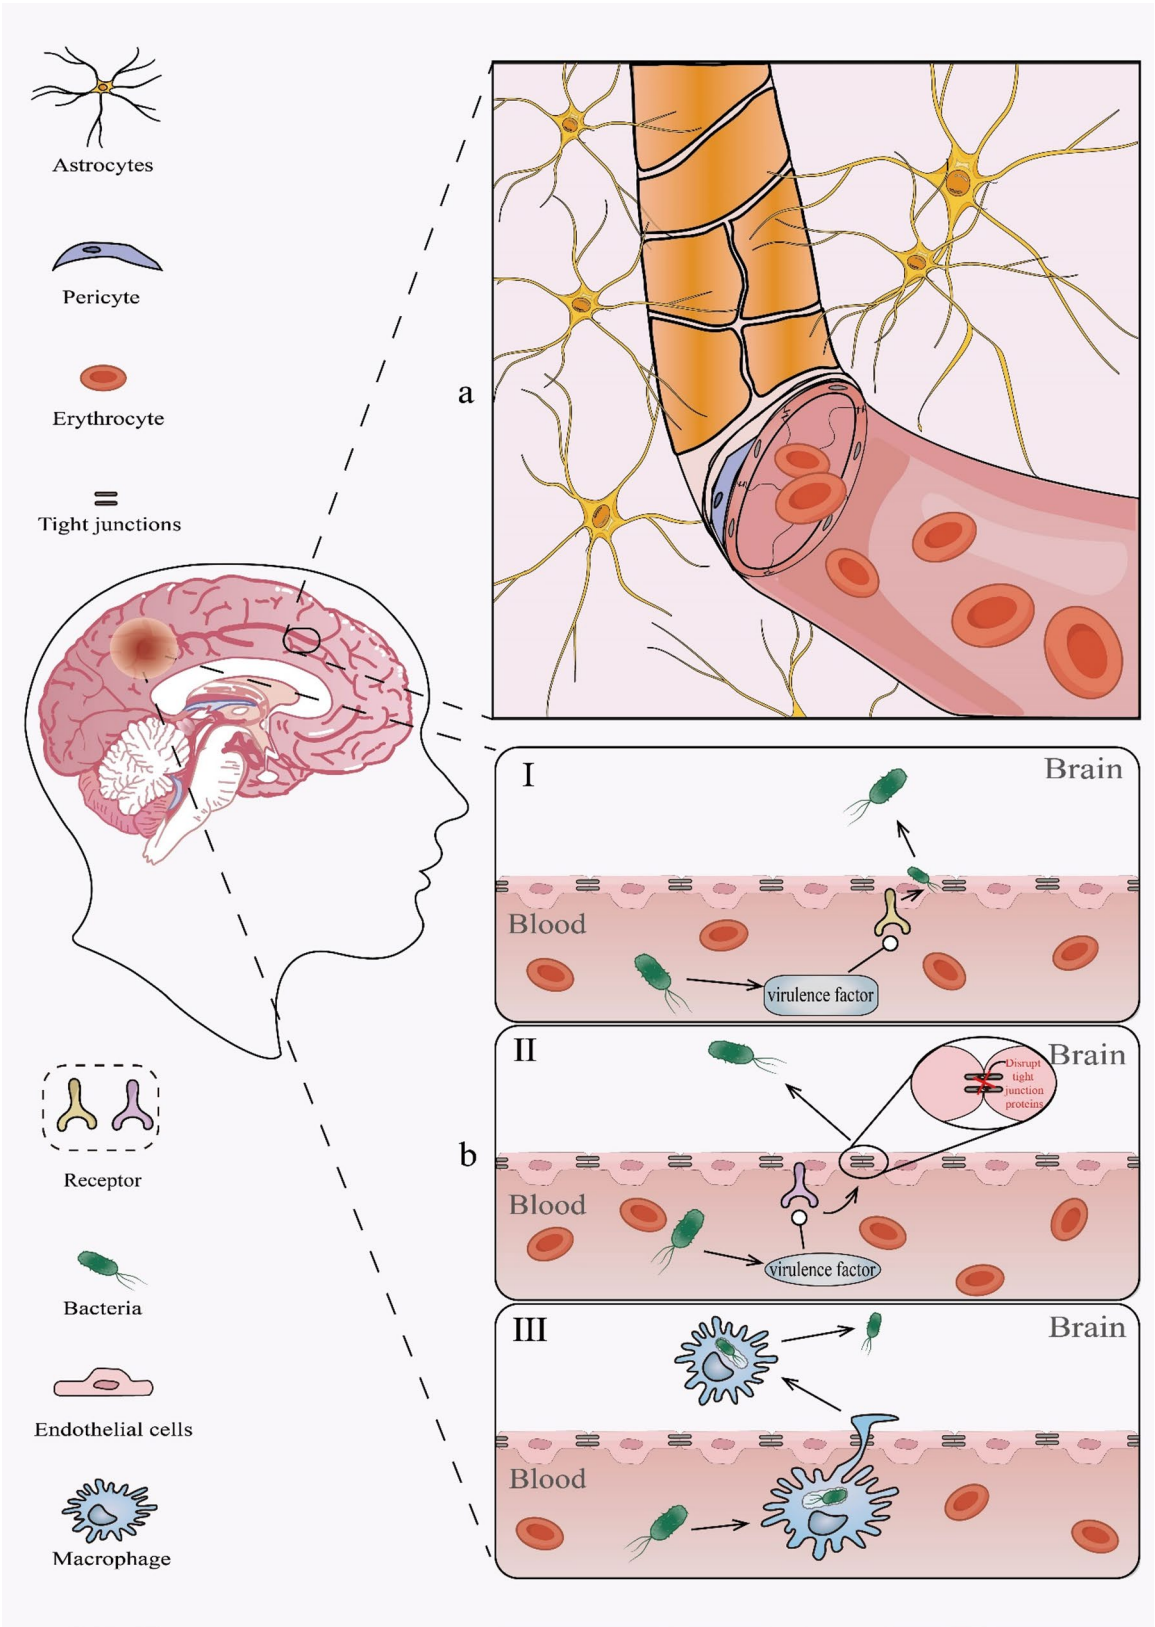 Astrocytes
Pericyte
Erythrocyte
Tight junctions
a
I
Brain
Blood
virulence factor
II
Brain
Disrupt
tight
junction
proteins
b
Blood
virulence factor
III
Brain
Blood
Receptor
Bacteria
Endothelial cells
Macrophage